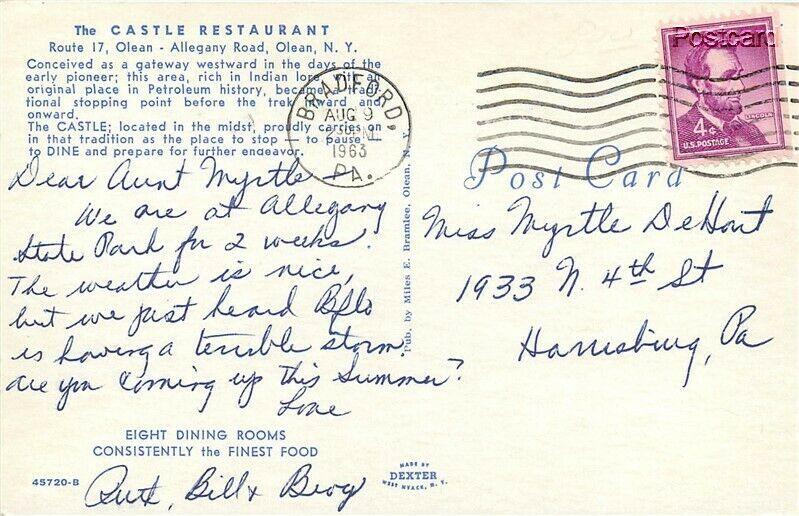 The CASTLE RESTAURANT
Route 17, Olean - Allegany Road, Olean, N. Y.
Conceived as a gateway westward in the days of the
early pioneer; this area, rich in Indian lore with an
original place in Petroleum history, became a tradi-
tional stopping point before the trek onward and
onward.
The CASTLE; located in the midst, proudly carries on
in that tradition as the place to stop — to pause
to DINE and prepare for further endeavor.
BRADFORD,
AUG 9
1963
PA.
Postcard
LINCOLN
4¢
U.S. POSTAGE
Post Card
Dear Aunt Myrtle
We are at Allegany
State Park for 2 weeks.
The weather is nice,
but we just heard Bflo
is having a terrible storm.
are you coming up this Summer?
Love
Ruth, Bill &
Pub. by Miles E. Bramlee, Olean, N. Y.
Miss Myrtle DeHart
1933 N. 4th St
Harrisburg, Pa
EIGHT DINING ROOMS
CONSISTENTLY the FINEST FOOD
45720-B
MADE BY
DEXTER
WEST NYACK, N. Y.